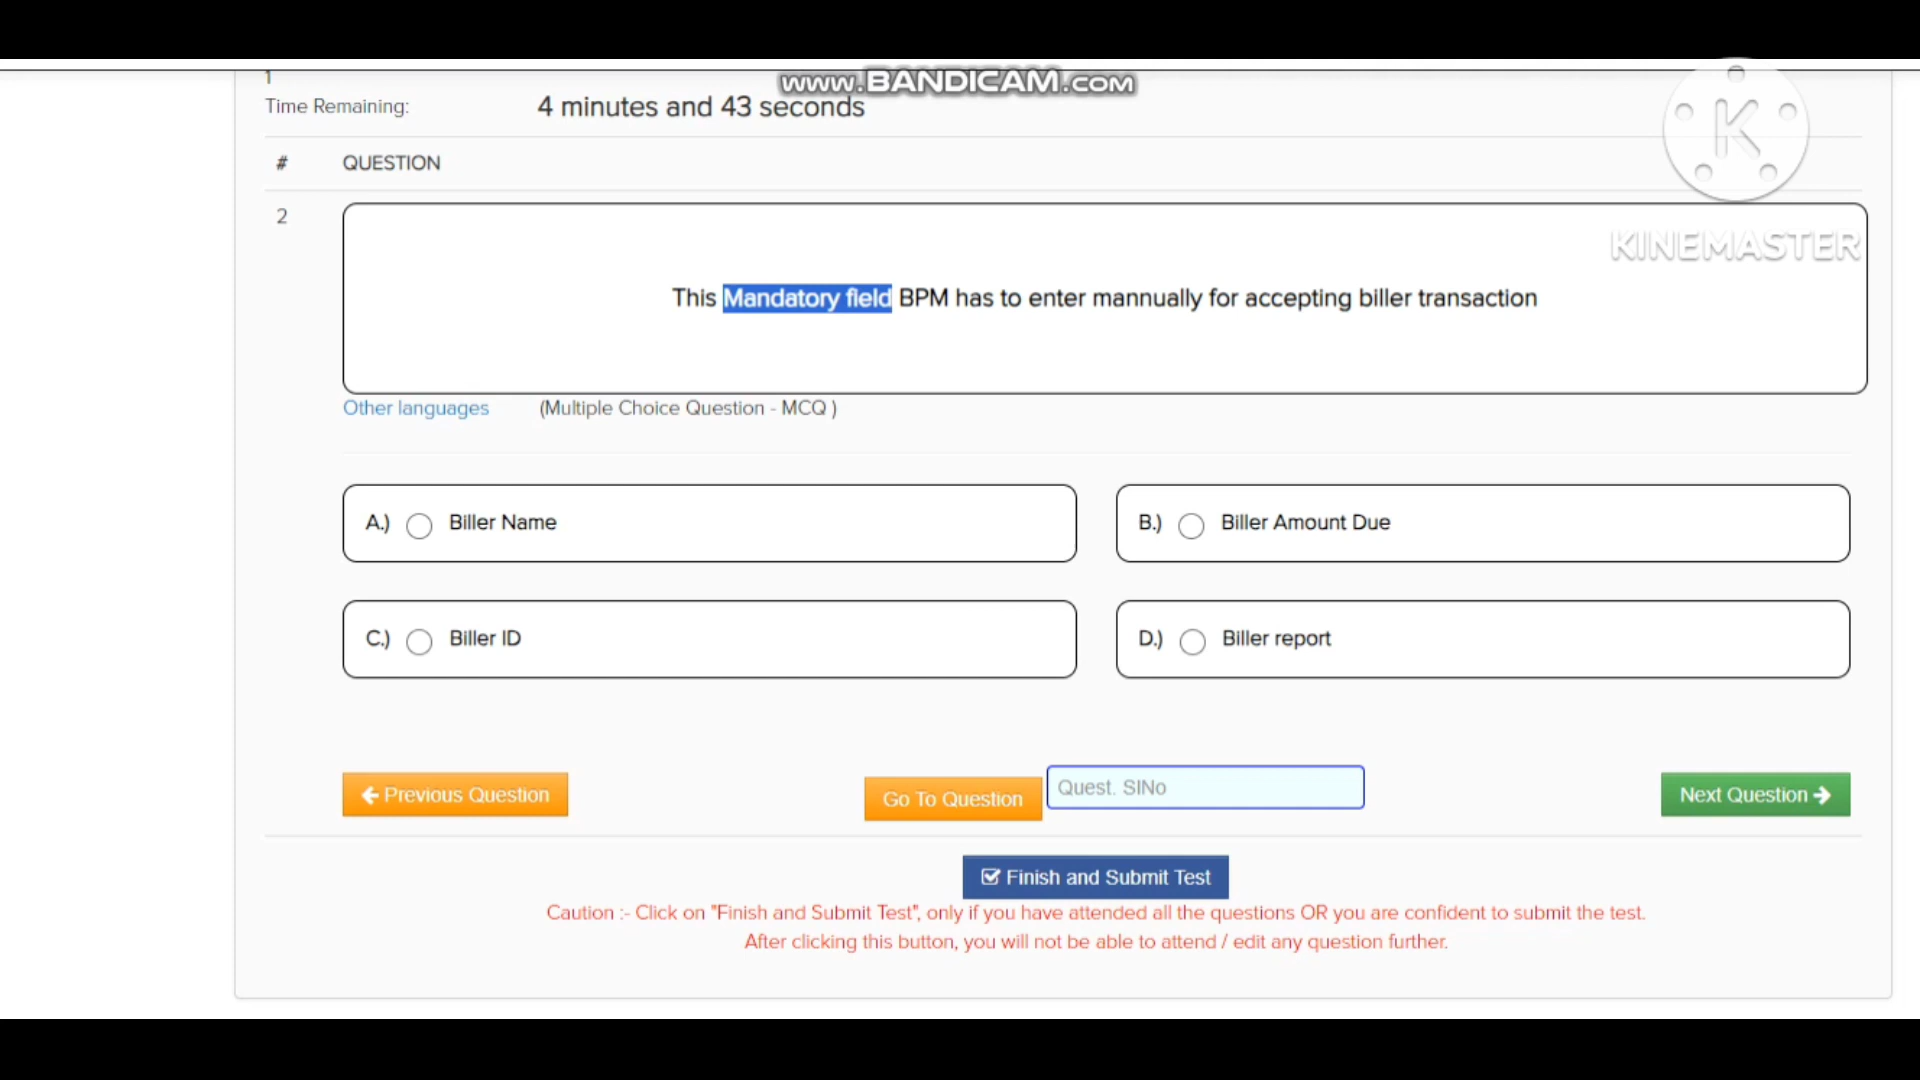 www.BANDICAM.com
1
Time Remaining: 4 minutes and 43 seconds
# QUESTION
K
KINEMASTER
2
This Mandatory field BPM has to enter mannually for accepting biller transaction
Other languages (Multiple Choice Question - MCQ )
A.) Biller Name
B.) Biller Amount Due
C.) Biller ID
D.) Biller report
Previous Question
Go To Question
Quest. SlNo
Next Question
Finish and Submit Test
Caution :- Click on "Finish and Submit Test", only if you have attended all the questions OR you are confident to submit the test.
After clicking this button, you will not be able to attend / edit any question further.